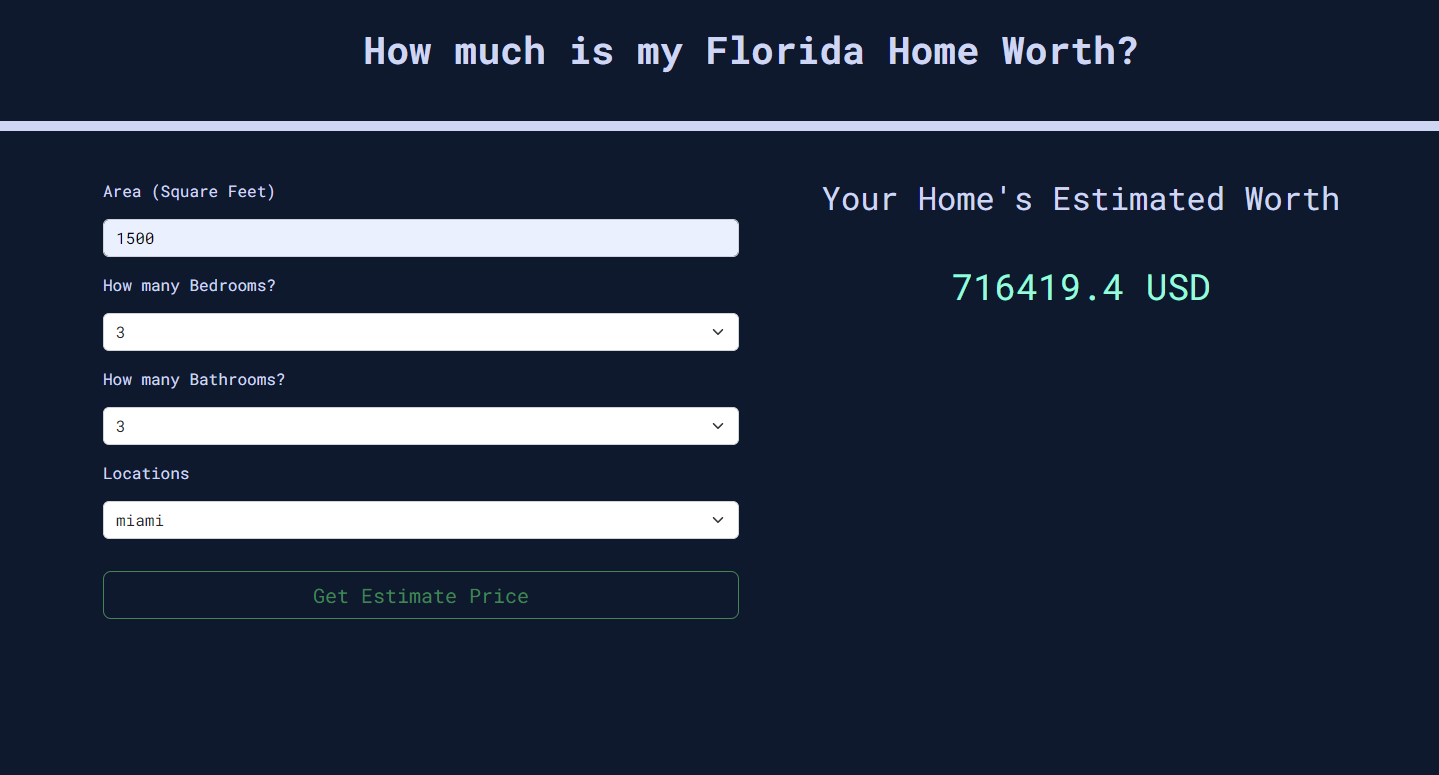 How much is my Florida Home Worth?
Area (Square Feet)
1500
How many Bedrooms?
3
How many Bathrooms?
3
Locations
miami
Get Estimate Price
Your Home's Estimated Worth
716419.4 USD